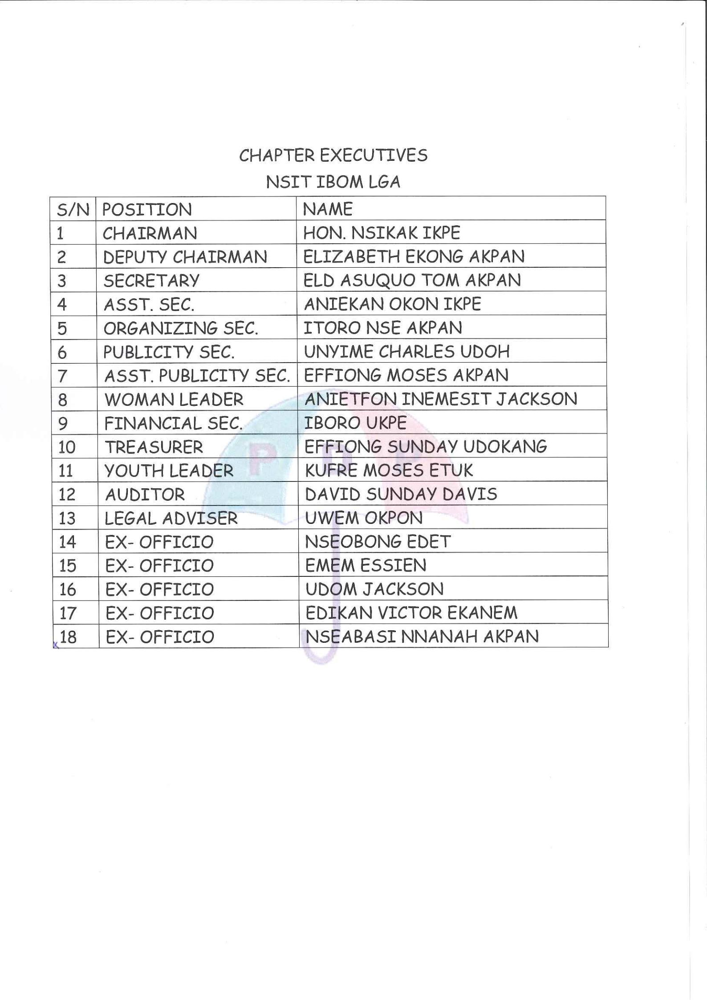 CHAPTER EXECUTIVES
NSIT IBOM LGA
S/N POSITION NAME
1 CHAIRMAN HON. NSIKAK IKPE
2 DEPUTY CHAIRMAN ELIZABETH EKONG AKPAN
3 SECRETARY ELD ASUQUO TOM AKPAN
4 ASST. SEC. ANIEKAN OKON IKPE
5 ORGANIZING SEC. ITORO NSE AKPAN
6 PUBLICITY SEC. UNYIME CHARLES UDOH
7 ASST. PUBLICITY SEC. EFFIONG MOSES AKPAN
8 WOMAN LEADER ANIETFON INEMESIT JACKSON
9 FINANCIAL SEC. IBORO UKPE
10 TREASURER EFFIONG SUNDAY UDOKANG
P D P
11 YOUTH LEADER KUFRE MOSES ETUK
12 AUDITOR DAVID SUNDAY DAVIS
13 LEGAL ADVISER UWEM OKPON
14 EX- OFFICIO NSEOBONG EDET
15 EX- OFFICIO EMEM ESSIEN
16 EX- OFFICIO UDOM JACKSON
17 EX- OFFICIO EDIKAN VICTOR EKANEM
x 18 EX- OFFICIO NSEABASI NNANAH AKPAN